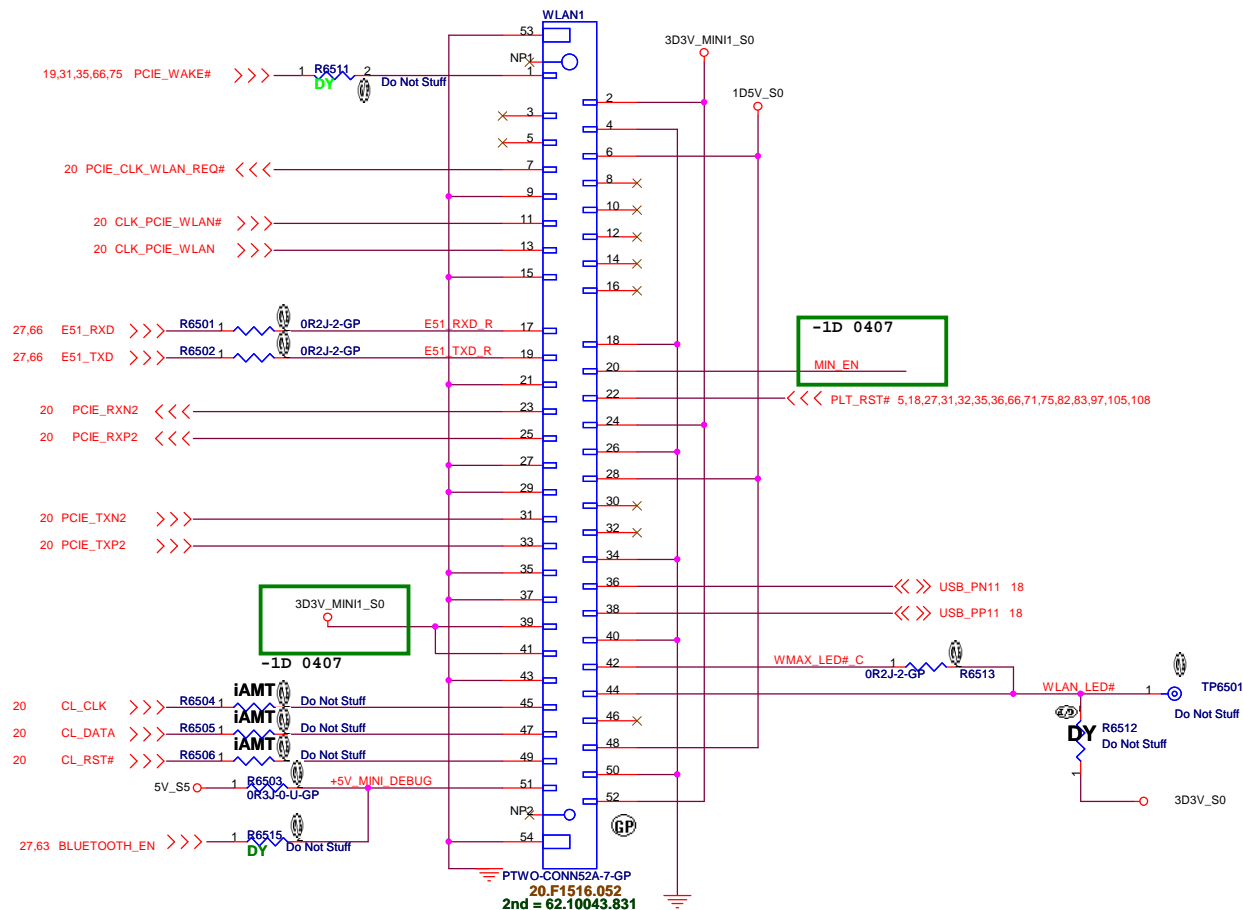 WLAN1
53
3D3V_MINI1_S0
NP1
19,31,35,66,75 PCIE_WAKE#
1 R6511 2
DY
Do Not Stuff
1
1D5V_S0
2
3
4
5
6
20 PCIE_CLK_WLAN_REQ#
7
8
9
10
20 CLK_PCIE_WLAN#
11
12
20 CLK_PCIE_WLAN
13
14
15
16
27,66 E51_RXD
R6501 1
0R2J-2-GP
E51_RXD_R
17
-1D 0407
18
27,66 E51_TXD
R6502 1
0R2J-2-GP
E51_TXD_R
19
20
MIN_EN
21
22
PLT_RST# 5,18,27,31,32,35,36,66,71,75,82,83,97,105,108
20 PCIE_RXN2
23
24
20 PCIE_RXP2
25
26
27
28
29
30
20 PCIE_TXN2
31
32
20 PCIE_TXP2
33
34
35
36
USB_PN11 18
37
3D3V_MINI1_S0
38
USB_PP11 18
39
40
41
-1D 0407
42
WMAX_LED#_C
1
0R2J-2-GP
R6513
43
44
WLAN_LED#
1
TP6501
Do Not Stuff
iAMT
20 CL_CLK
R6504 1
Do Not Stuff
45
46
iAMT
20 CL_DATA
R6505 1
Do Not Stuff
47
DY
R6512
Do Not Stuff
1
48
iAMT
20 CL_RST#
R6506 1
Do Not Stuff
49
50
5V_S5
1 R6503
0R3J-0-U-GP
+5V_MINI_DEBUG
51
52
3D3V_S0
NP2
GP
27,63 BLUETOOTH_EN
1 R6515
DY
Do Not Stuff
54
PTWO-CONN52A-7-GP
20.F1516.052
2nd = 62.10043.831